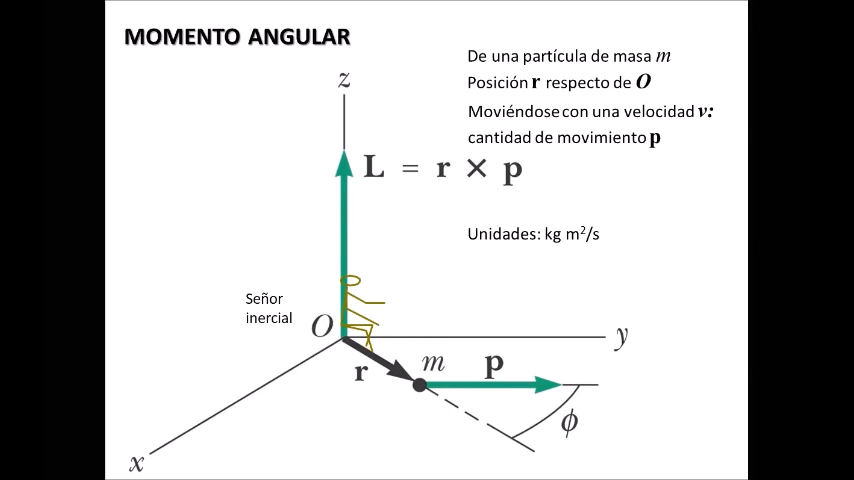 MOMENTO ANGULAR
De una partícula de masa m
Posición r respecto de O
Moviéndose con una velocidad v:
cantidad de movimiento p
z
L = r × p
Unidades: kg m²/s
Señor
inercial
O
y
r
m
p
ϕ
x